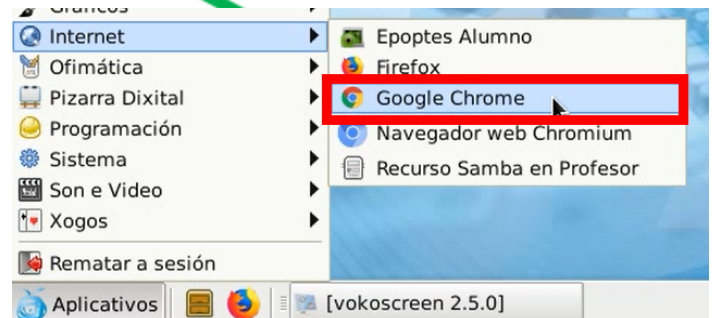 Gráficos
Internet
Ofimática
Pizarra Dixital
Programación
Sistema
Son e Video
Xogos
Rematar a sesión
Epoptes Alumno
Firefox
Google Chrome
Navegador web Chromium
Recurso Samba en Profesor
Aplicativos
[vokoscreen 2.5.0]